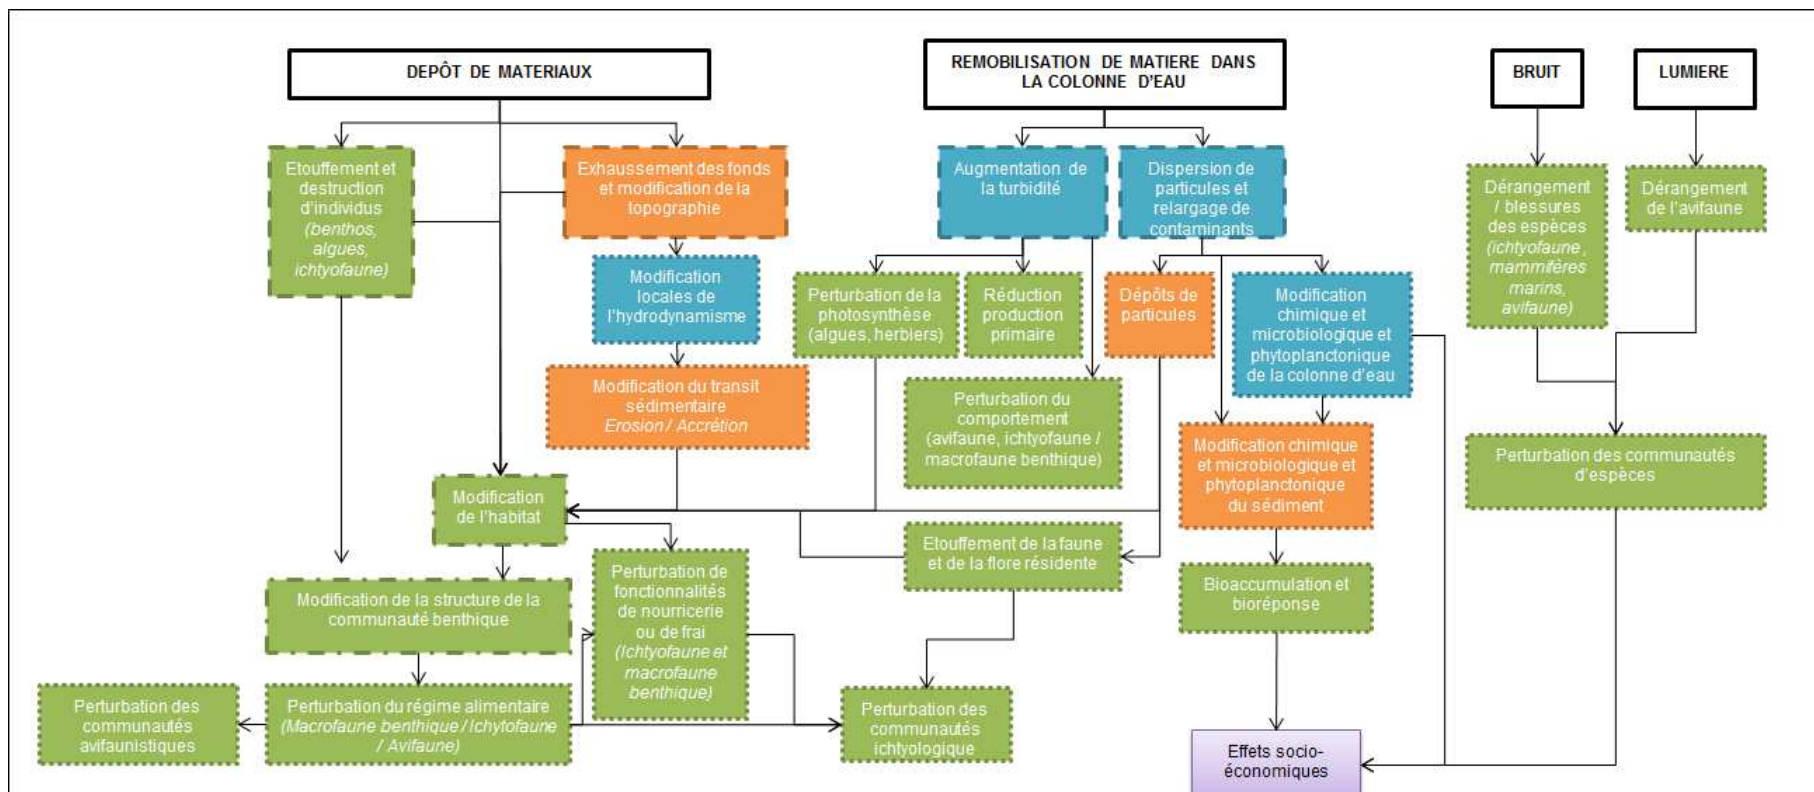 DEPÔT DE MATERIAUX
REMOBILISATION DE MATIERE DANS
LA COLONNE D'EAU
BRUIT
LUMIERE
Etouffement et
destruction
d'individus
(benthos,
algues,
ichtyofaune)
Exhaussement des fonds
et modification de la
topographie
Augmentation de
la turbidité
Dispersion de
particules et
relargage de
contaminants
Dérangement
/ blessures
des espèces
(ichtyofaune ,
mammifères
marins,
avifaune)
Dérangement
de l'avifaune
Modification
locales de
l'hydrodynamisme
Perturbation de la
photosynthèse
(algues, herbiers)
Réduction
production
primaire
Dépôts de
particules
Modification
chimique et
microbiologique et
phytoplanctonique
de la colonne d'eau
Modification du transit
sédimentaire
Erosion / Accrétion
Perturbation du
comportement
(avifaune, ichtyofaune /
macrofaune benthique)
Modification chimique
et microbiologique et
phytoplanctonique
du sédiment
Perturbation des communautés
d'espèces
Modification
de l'habitat
Etouffement de la faune
et de la flore résidente
Perturbation de
fonctionnalités
de nourricerie
ou de frai
(Ichtyofaune et
macrofaune
benthique)
Bioaccumulation et
bioréponse
Modification de la structure de la
communauté benthique
Perturbation des
communautés
avifaunistiques
Perturbation du régime alimentaire
(Macrofaune benthique / Ichytofaune
/ Avifaune)
Perturbation des
communautés
ichtyologique
Effets socio-
économiques